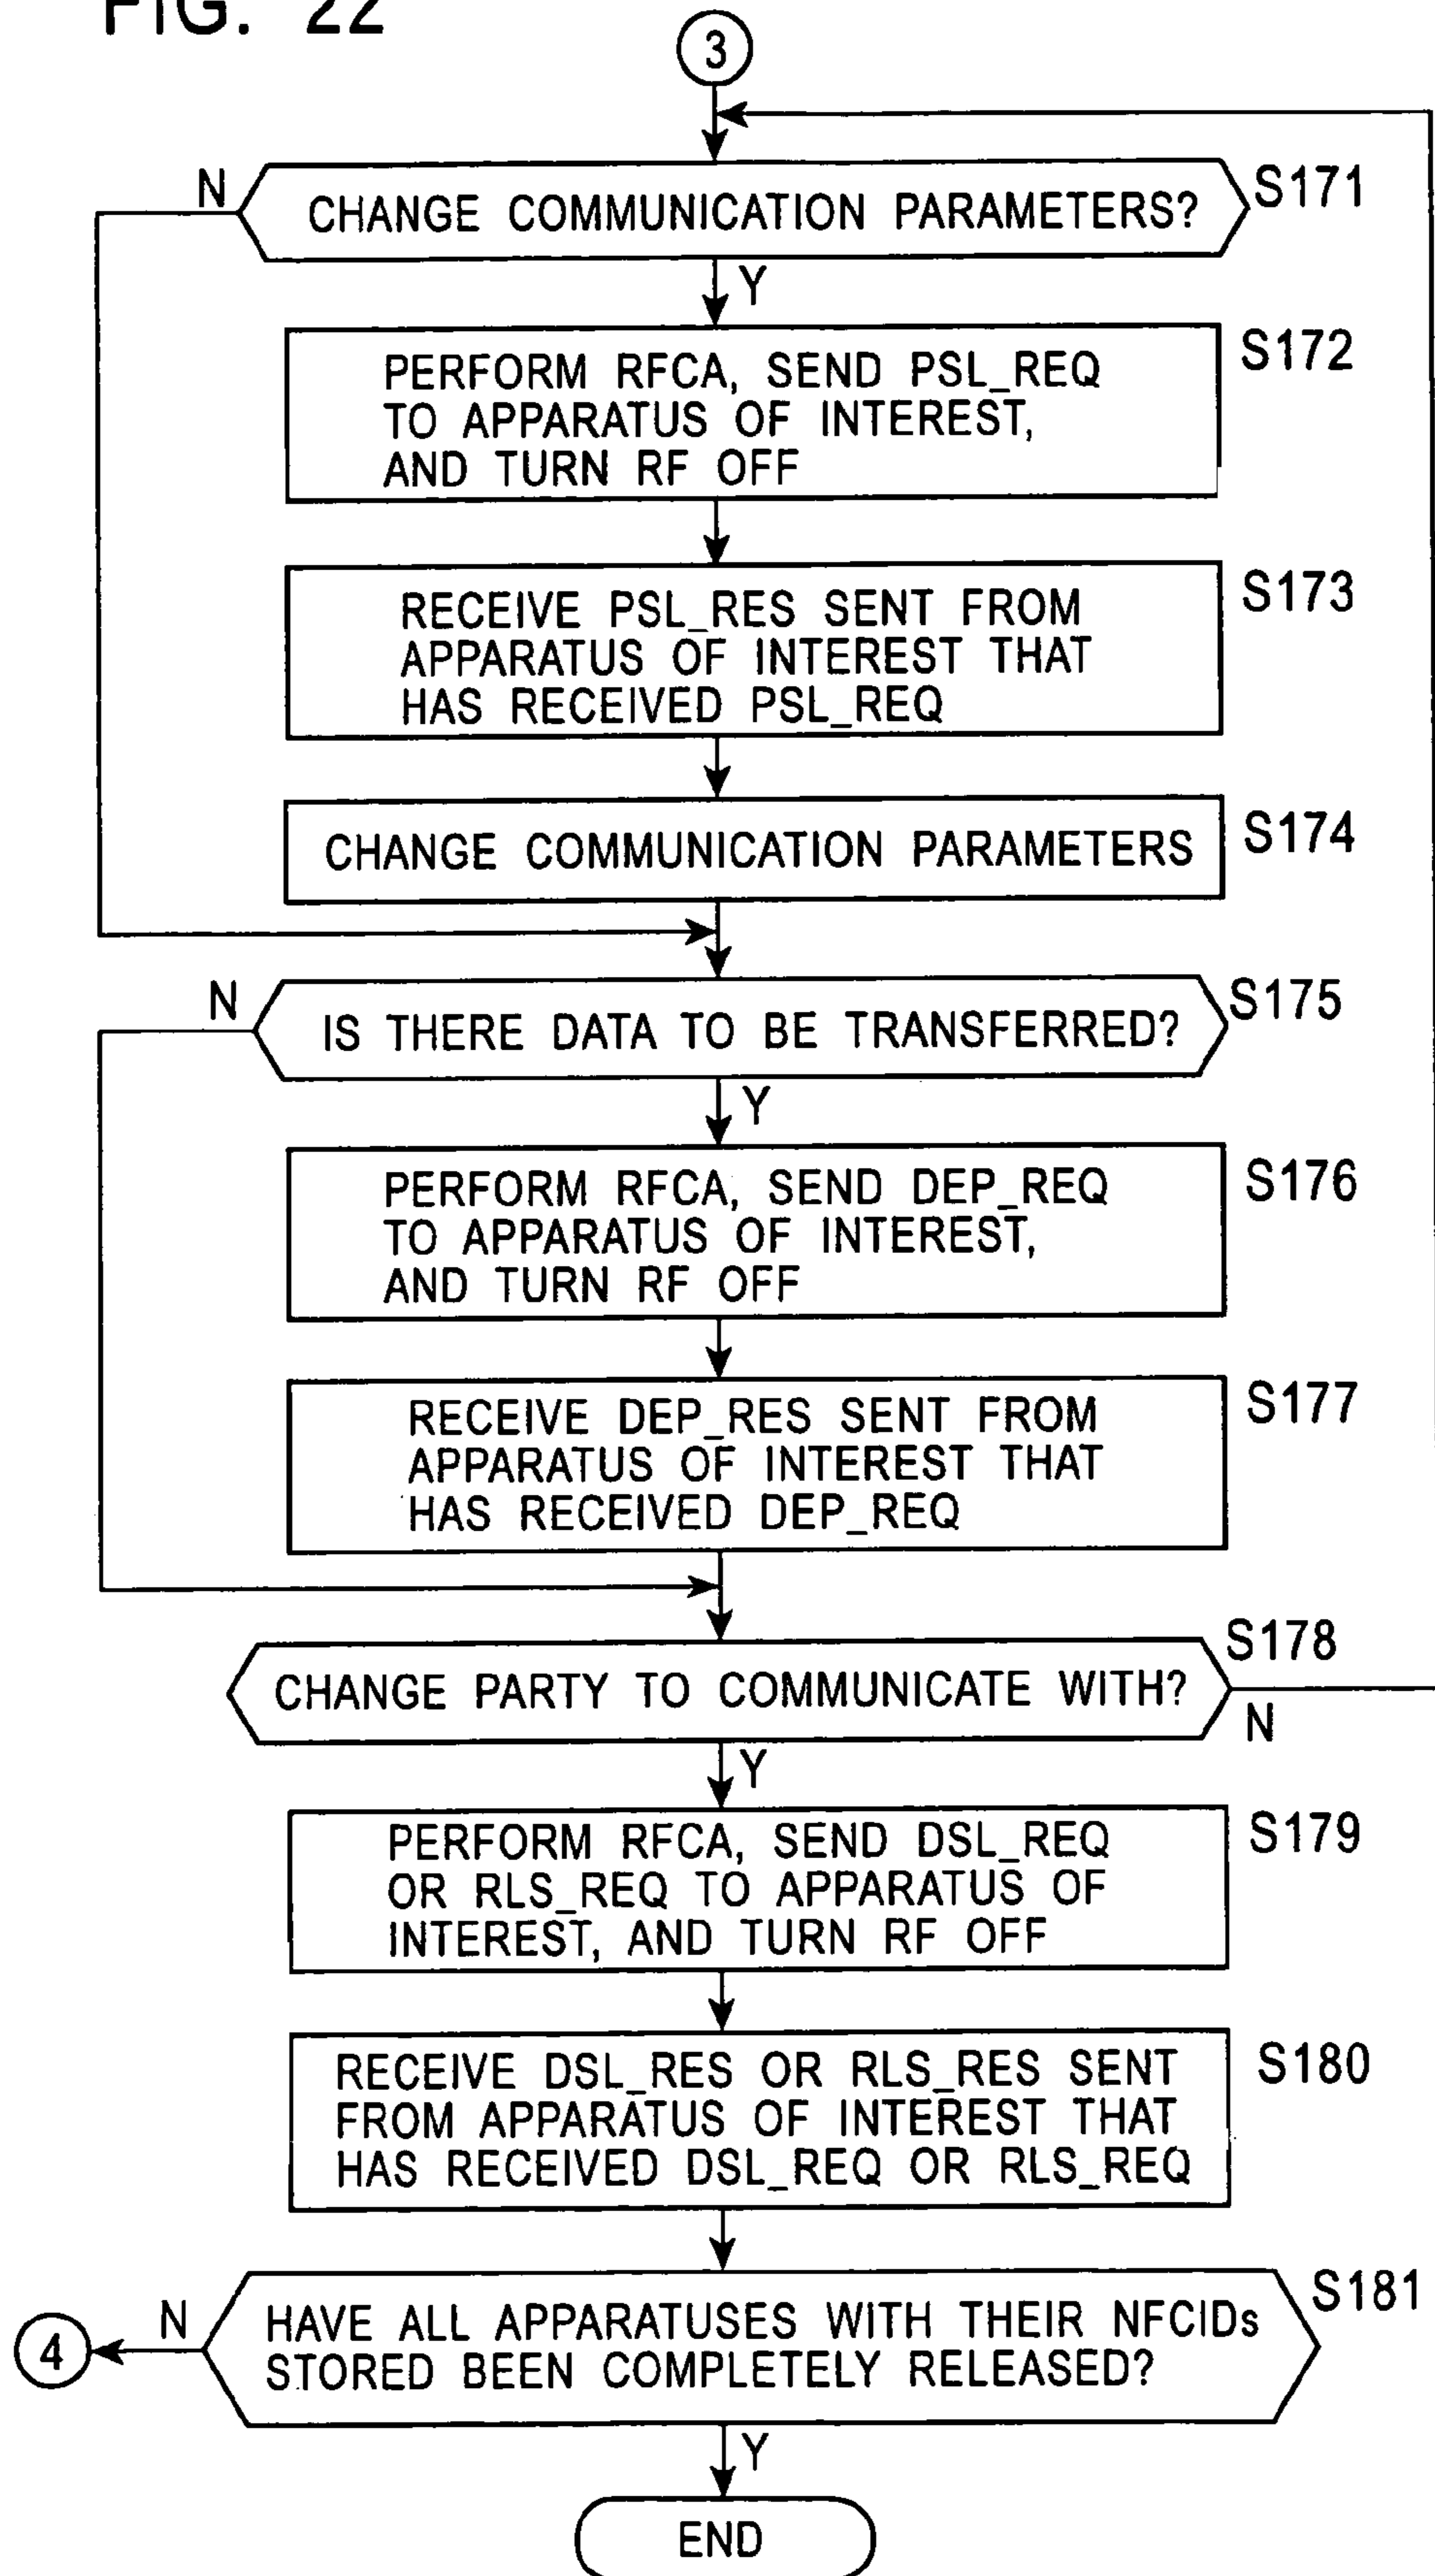 FIG. 22
3
N
CHANGE COMMUNICATION PARAMETERS?
S171
Y
PERFORM RFCA, SEND PSL_REQ
TO APPARATUS OF INTEREST,
AND TURN RF OFF
S172
RECEIVE PSL_RES SENT FROM
APPARATUS OF INTEREST THAT
HAS RECEIVED PSL_REQ
S173
CHANGE COMMUNICATION PARAMETERS
S174
N
IS THERE DATA TO BE TRANSFERRED?
S175
Y
PERFORM RFCA, SEND DEP_REQ
TO APPARATUS OF INTEREST,
AND TURN RF OFF
S176
RECEIVE DEP_RES SENT FROM
APPARATUS OF INTEREST THAT
HAS RECEIVED DEP_REQ
S177
CHANGE PARTY TO COMMUNICATE WITH?
S178
N
Y
PERFORM RFCA, SEND DSL_REQ
OR RLS_REQ TO APPARATUS OF
INTEREST, AND TURN RF OFF
S179
RECEIVE DSL_RES OR RLS_RES SENT
FROM APPARATUS OF INTEREST THAT
HAS RECEIVED DSL_REQ OR RLS_REQ
S180
4
N
HAVE ALL APPARATUSES WITH THEIR NFCIDs
STORED BEEN COMPLETELY RELEASED?
S181
Y
END